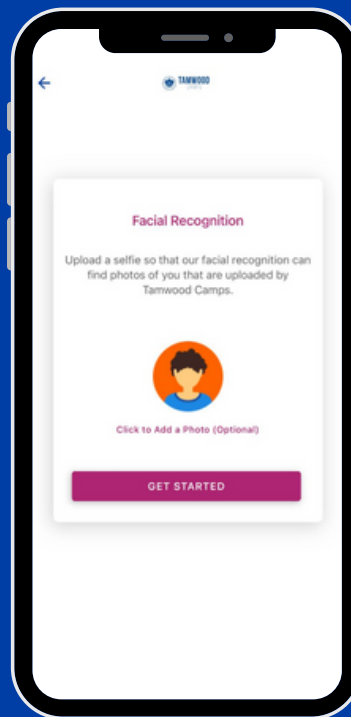 TAMWOOD
CAMPS
Facial Recognition
Upload a selfie so that our facial recognition can
find photos of you that are uploaded by
Tamwood Camps.
Click to Add a Photo (Optional)
GET STARTED